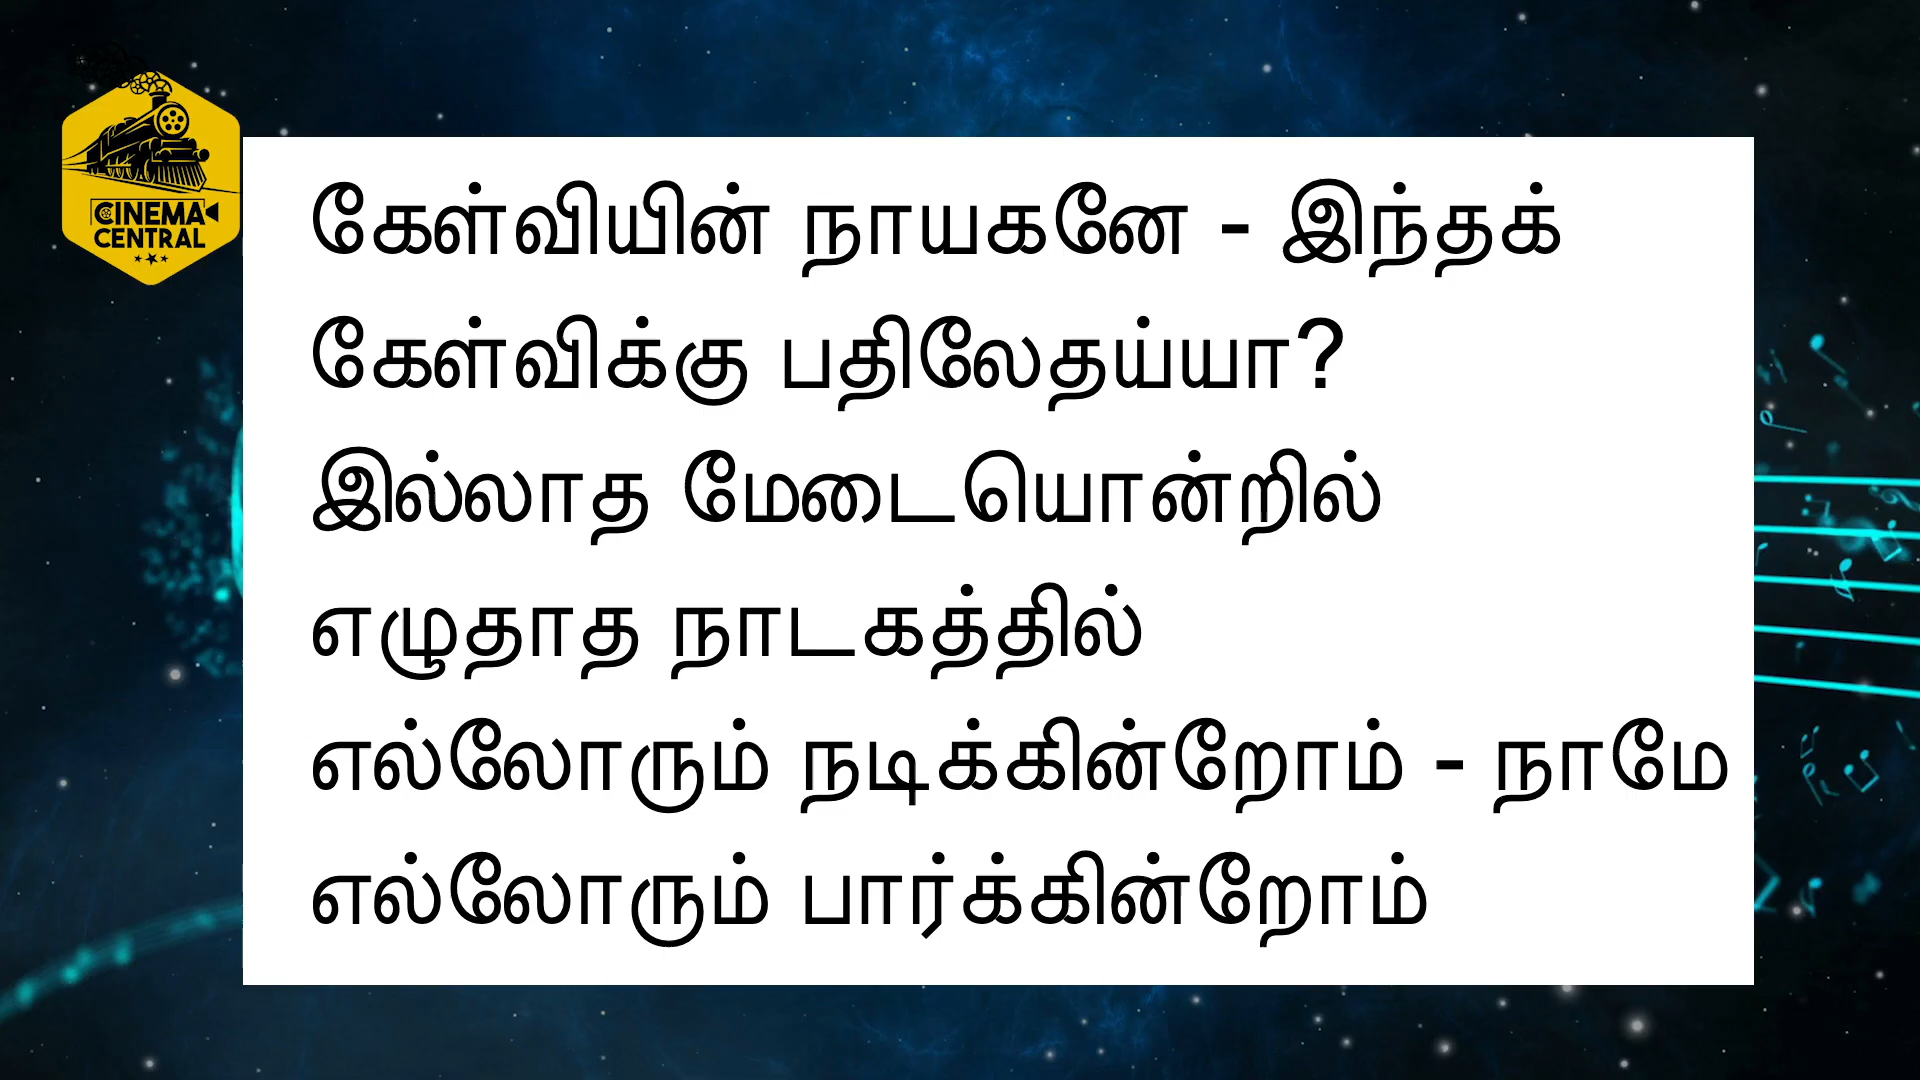 CINEMA
CENTRAL
கேள்வியின் நாயகனே - இந்தக்
கேள்விக்கு பதிலேதய்யா?
இல்லாத மேடையொன்றில்
எழுதாத நாடகத்தில்
எல்லோரும் நடிக்கின்றோம் - நாமே
எல்லோரும் பார்க்கின்றோம்